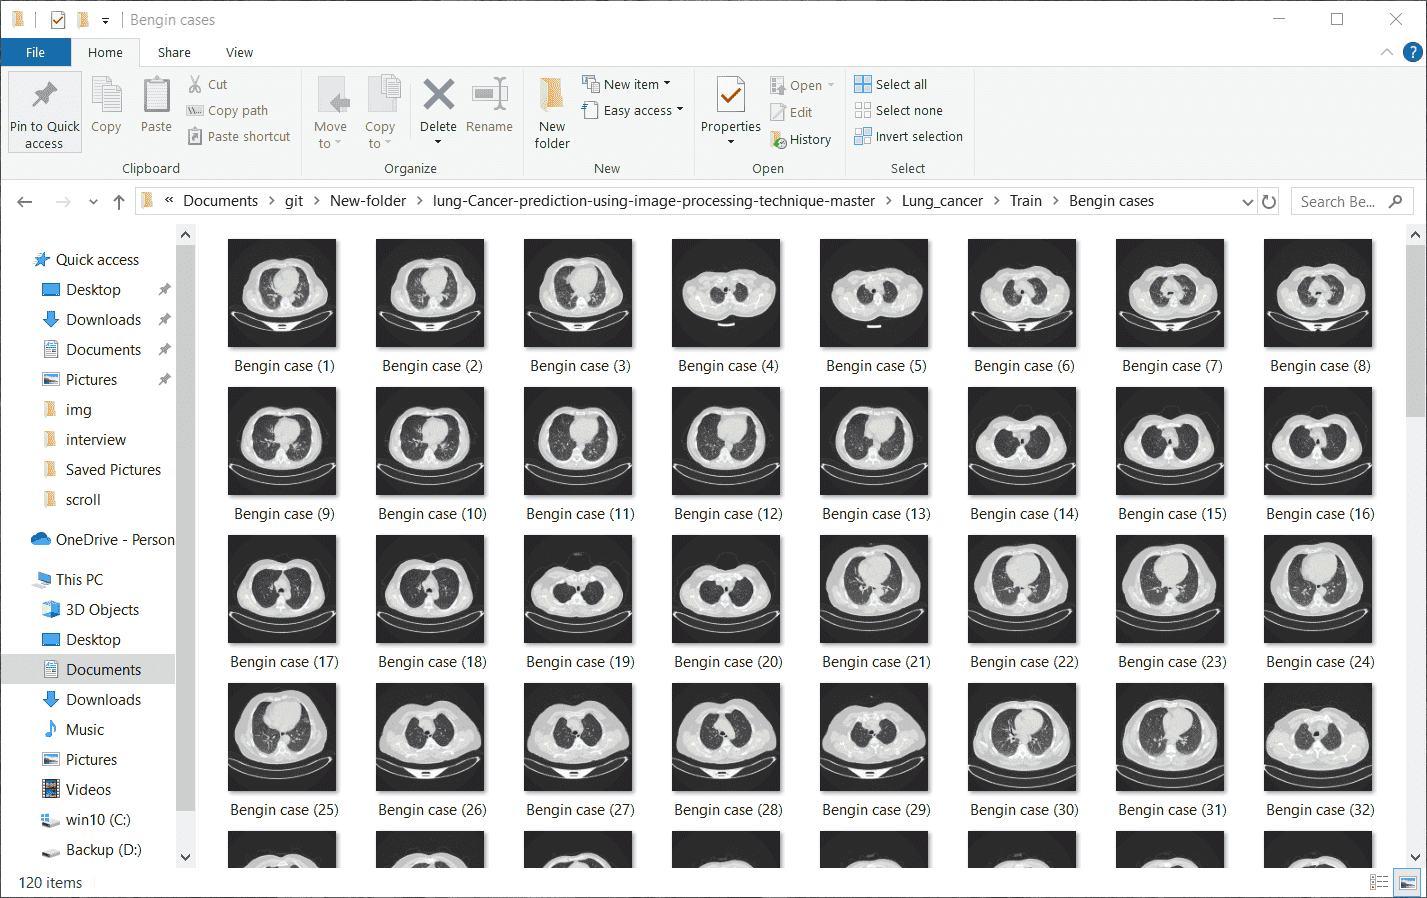 Bengin cases
File Home Share View
Pin to Quick access
Copy
Paste
Cut
Copy path
Paste shortcut
Clipboard
Move to
Copy to
Delete
Rename
Organize
New folder
New item
Easy access
New
Properties
Open
Edit
History
Open
Select all
Select none
Invert selection
Select
« Documents > git > New-folder > lung-Cancer-prediction-using-image-processing-technique-master > Lung_cancer > Train > Bengin cases
Search Be...
Quick access
Desktop
Downloads
Documents
Pictures
img
interview
Saved Pictures
scroll
OneDrive - Person
This PC
3D Objects
Desktop
Documents
Downloads
Music
Pictures
Videos
win10 (C:)
Backup (D:)
Bengin case (1) Bengin case (2) Bengin case (3) Bengin case (4) Bengin case (5) Bengin case (6) Bengin case (7) Bengin case (8)
Bengin case (9) Bengin case (10) Bengin case (11) Bengin case (12) Bengin case (13) Bengin case (14) Bengin case (15) Bengin case (16)
Bengin case (17) Bengin case (18) Bengin case (19) Bengin case (20) Bengin case (21) Bengin case (22) Bengin case (23) Bengin case (24)
Bengin case (25) Bengin case (26) Bengin case (27) Bengin case (28) Bengin case (29) Bengin case (30) Bengin case (31) Bengin case (32)
120 items